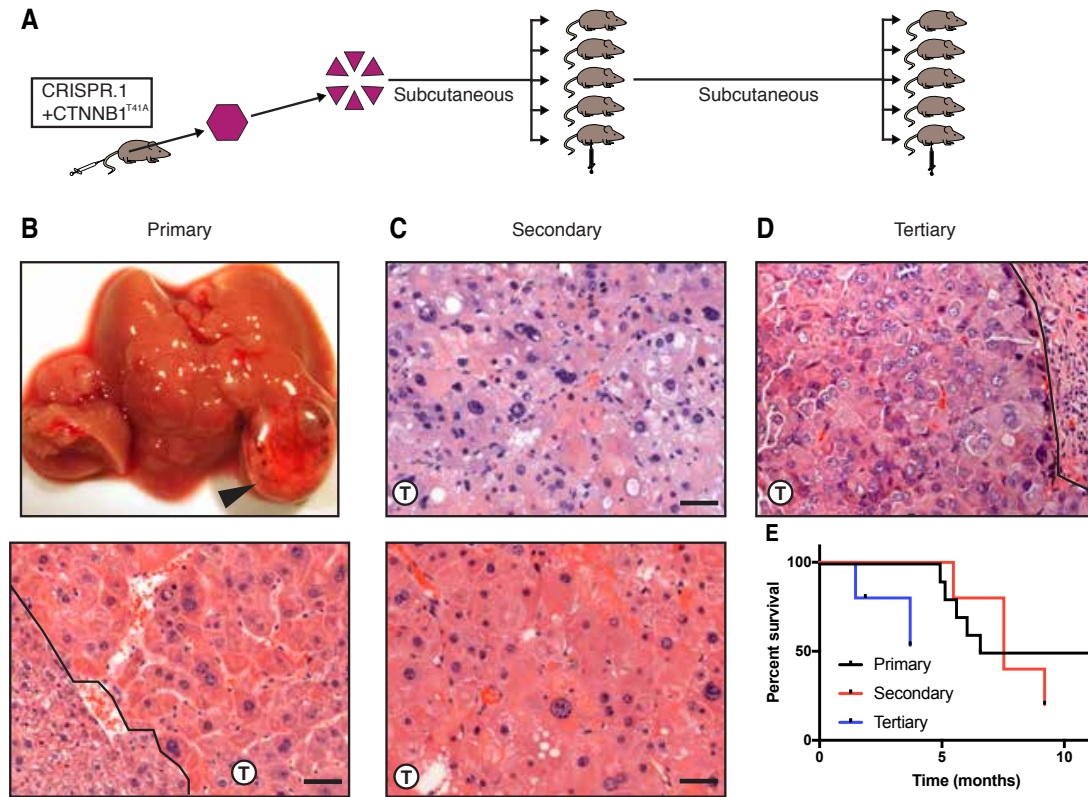 A
CRISPR.1
+CTNNB1T41A
Subcutaneous
Subcutaneous
B
Primary
C
Secondary
D
Tertiary
T
T
T
T
E
100
50
0
Percent survival
Primary
Secondary
Tertiary
0
5
10
Time (months)